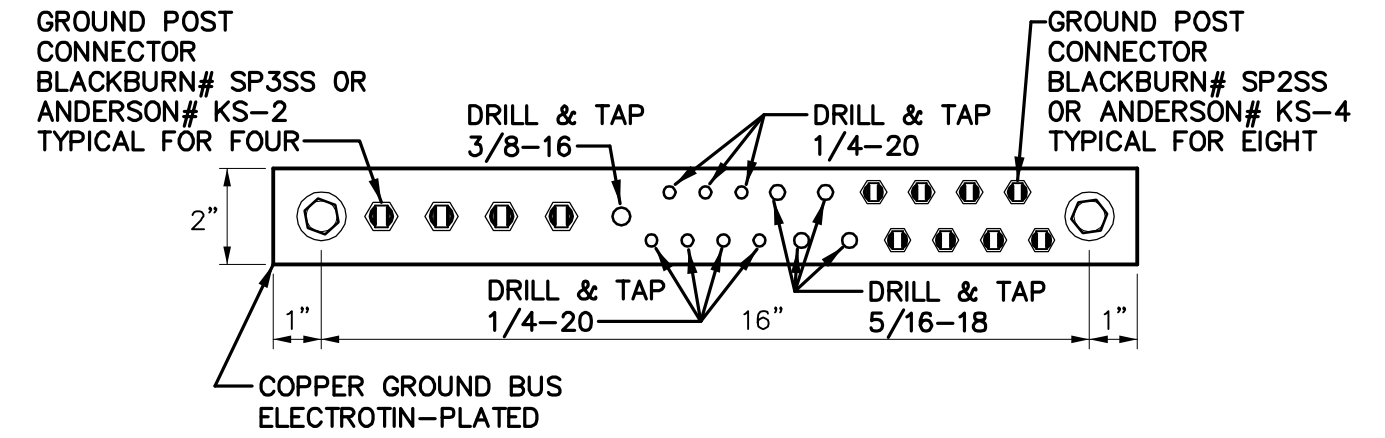 GROUND POST
CONNECTOR
BLACKBURN# SP3SS OR
ANDERSON# KS-2
TYPICAL FOR FOUR
DRILL & TAP
3/8-16
DRILL & TAP
1/4-20
GROUND POST
CONNECTOR
BLACKBURN# SP2SS
OR ANDERSON# KS-4
TYPICAL FOR EIGHT
2"
DRILL & TAP
1/4-20
DRILL & TAP
5/16-18
1"
16"
1"
COPPER GROUND BUS
ELECTROTIN-PLATED